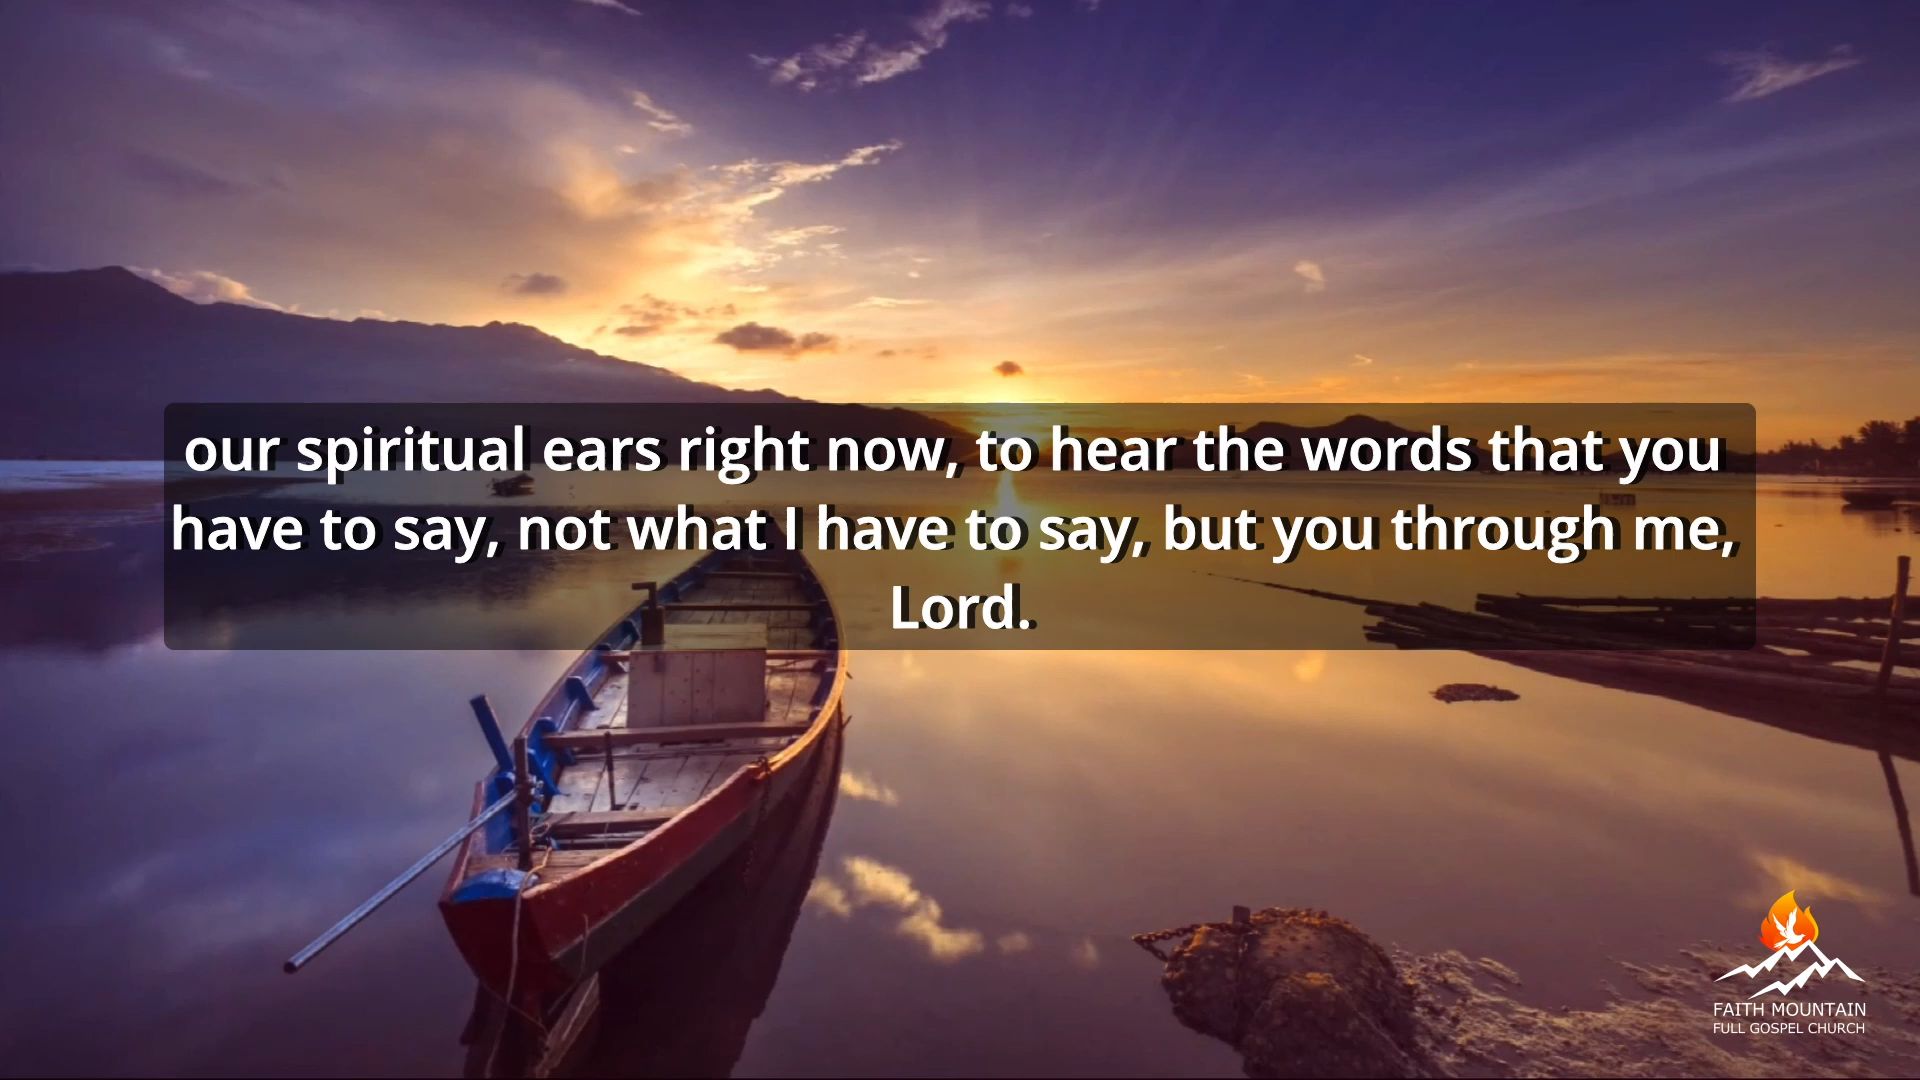 our spiritual ears right now, to hear the words that you
have to say, not what I have to say, but you through me,
Lord.
FAITH MOUNTAIN
FULL GOSPEL CHURCH